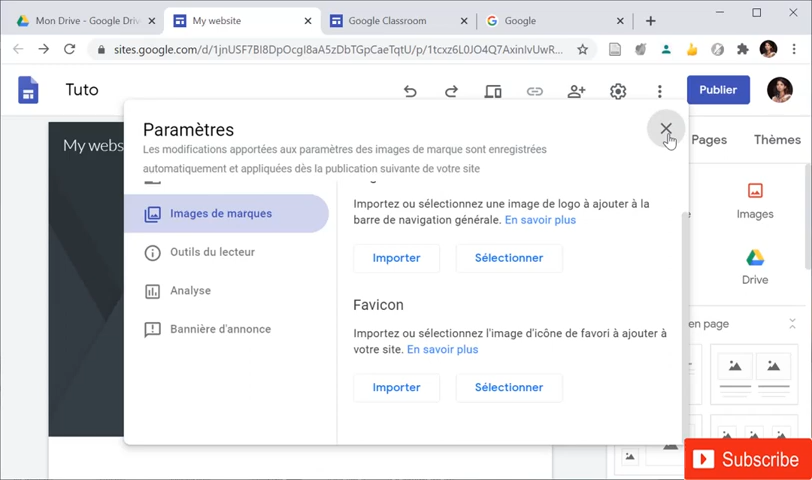 Mon Drive - Google Driv
My website
Google Classroom
Google
sites.google.com/d/1jnUSF7BI8DpOcgI8aA5zDbTGpCaeTqtU/p/1tcxz6L0JO4Q7AxinIvUwR...
Tuto
Publier
My webs
Paramètres
Les modifications apportées aux paramètres des images de marque sont enregistrées
automatiquement et appliquées dès la publication suivante de votre site
Pages
Thèmes
Images de marques
Outils du lecteur
Analyse
Bannière d'annonce
Importez ou sélectionnez une image de logo à ajouter à la
barre de navigation générale. En savoir plus
Importer
Sélectionner
Favicon
Importez ou sélectionnez l'image d'icône de favori à ajouter à
votre site. En savoir plus
Importer
Sélectionner
Images
Drive
en page
Subscribe